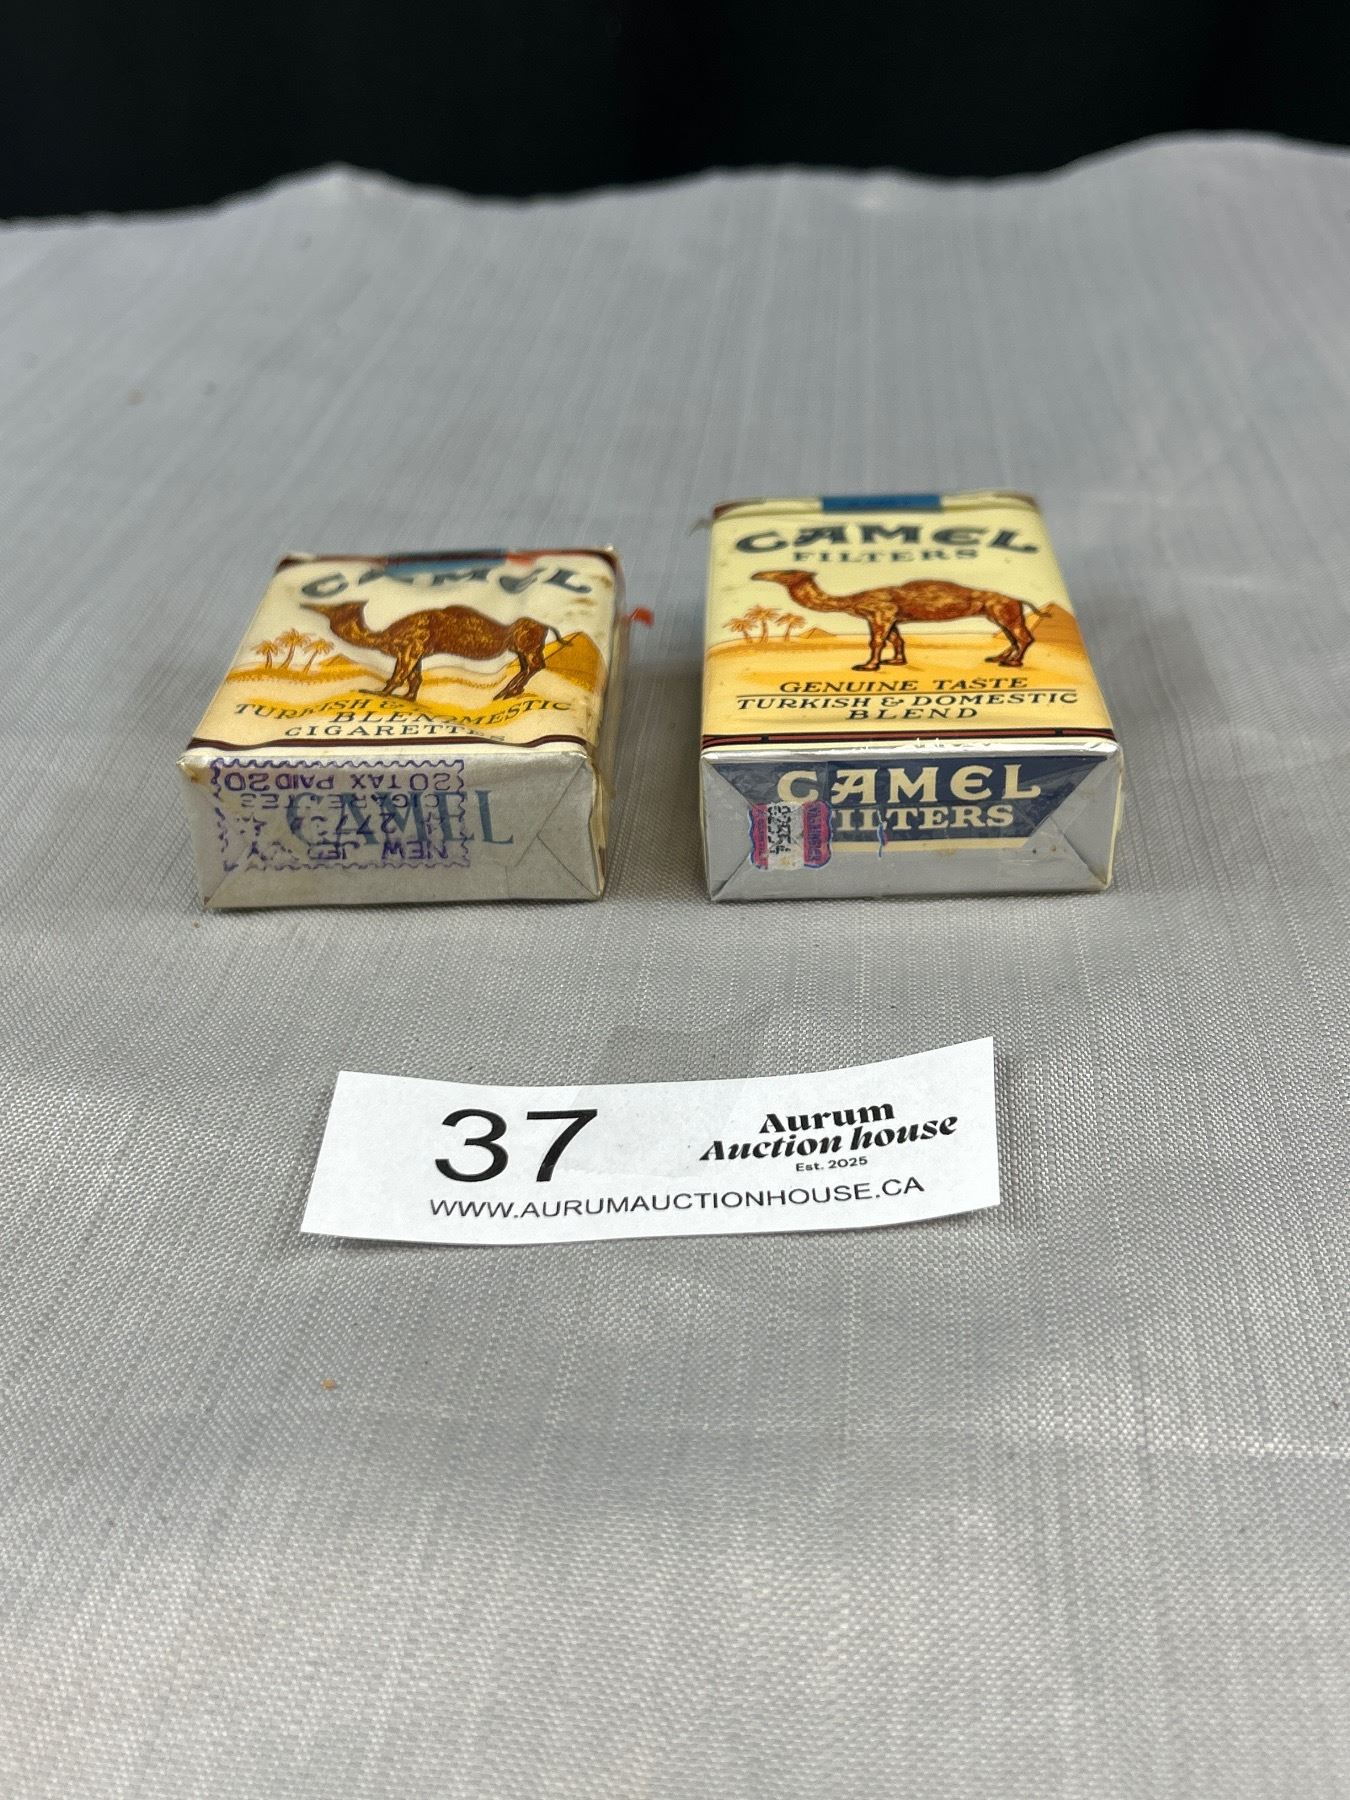 CAMEL
TURKISH & DOMESTIC
BLEND
CIGARETTES
20 TAX PAID 20
CIGARETTES
277
NEW JERSEY
CAMEL
CAMEL
FILTERS
GENUINE TASTE
TURKISH & DOMESTIC
BLEND
CAMEL
FILTERS
37
Aurum
Auction house
Est. 2025
WWW.AURUMAUCTIONHOUSE.CA